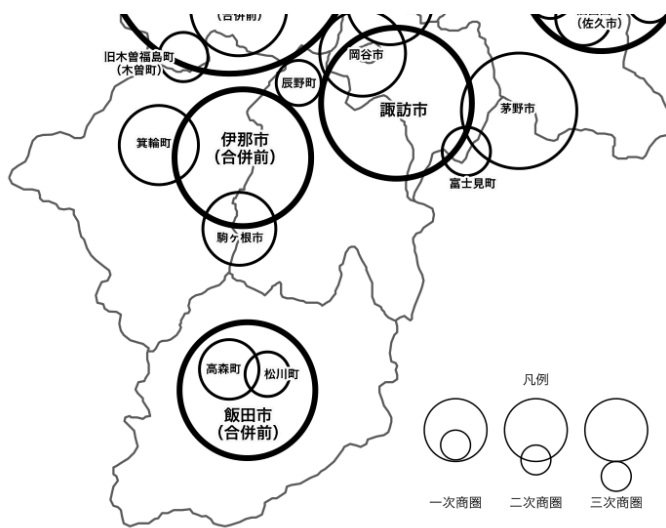 (合併前)
(佐久市)
旧木曽福島町
(木曽町)
岡谷市
辰野町
諏訪市
茅野市
箕輪町
伊那市
(合併前)
富士見町
駒ヶ根市
高森町
松川町
飯田市
(合併前)
凡例
一次商圏
二次商圏
三次商圏